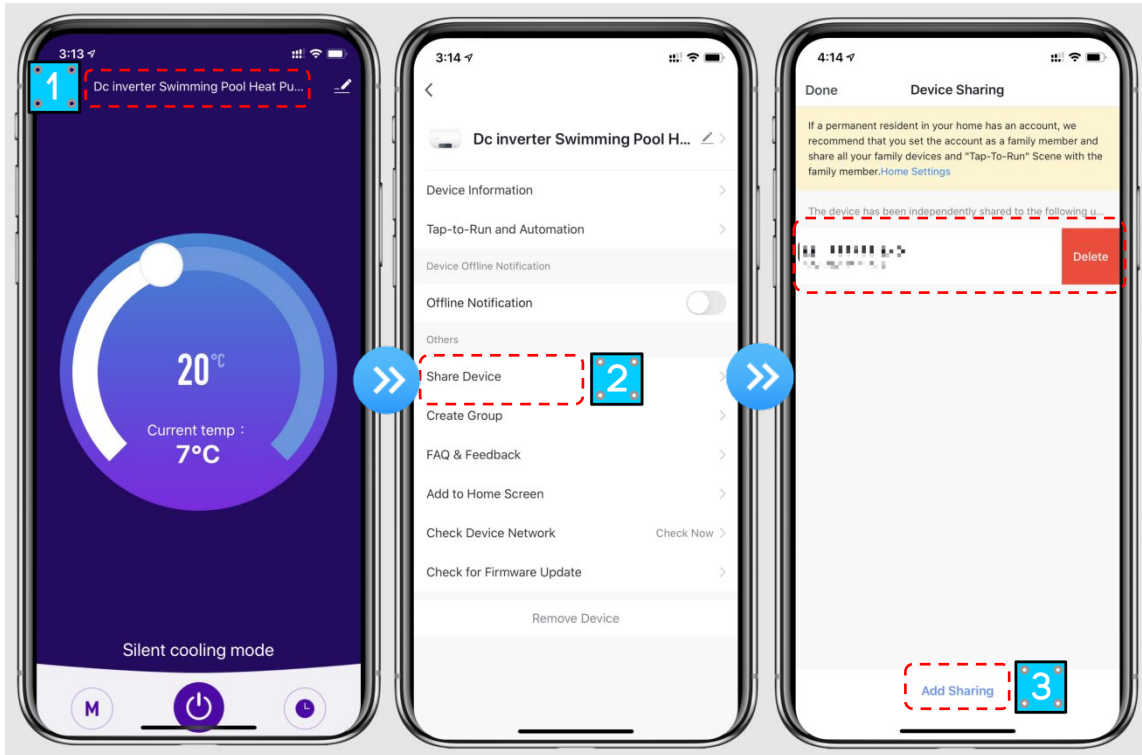 3:13
1
Dc inverter Swimming Pool Heat Pu...
20°C
Current temp :
7°C
Silent cooling mode
M
3:14
Dc inverter Swimming Pool H...
Device Information
Tap-to-Run and Automation
Device Offline Notification
Offline Notification
Others
Share Device
2
Create Group
FAQ & Feedback
Add to Home Screen
Check Device Network Check Now
Check for Firmware Update
Remove Device
4:14
Done Device Sharing
If a permanent resident in your home has an account, we
recommend that you set the account as a family member and
share all your family devices and "Tap-To-Run" Scene with the
family member.Home Settings
The device has been independently shared to the following u...
Delete
Add Sharing
3